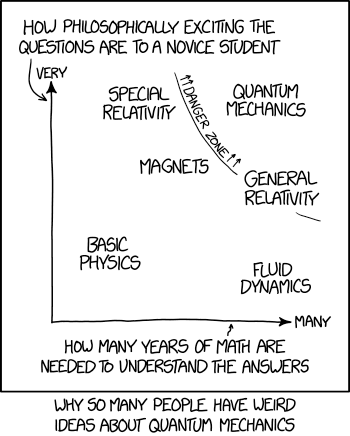 HOW PHILOSOPHICALLY EXCITING THE
QUESTIONS ARE TO A NOVICE STUDENT
VERY
SPECIAL
RELATIVITY
↑↑DANGER ZONE↑↑
QUANTUM
MECHANICS
MAGNETS
GENERAL
RELATIVITY
BASIC
PHYSICS
FLUID
DYNAMICS
MANY
HOW MANY YEARS OF MATH ARE
NEEDED TO UNDERSTAND THE ANSWERS
WHY SO MANY PEOPLE HAVE WEIRD
IDEAS ABOUT QUANTUM MECHANICS